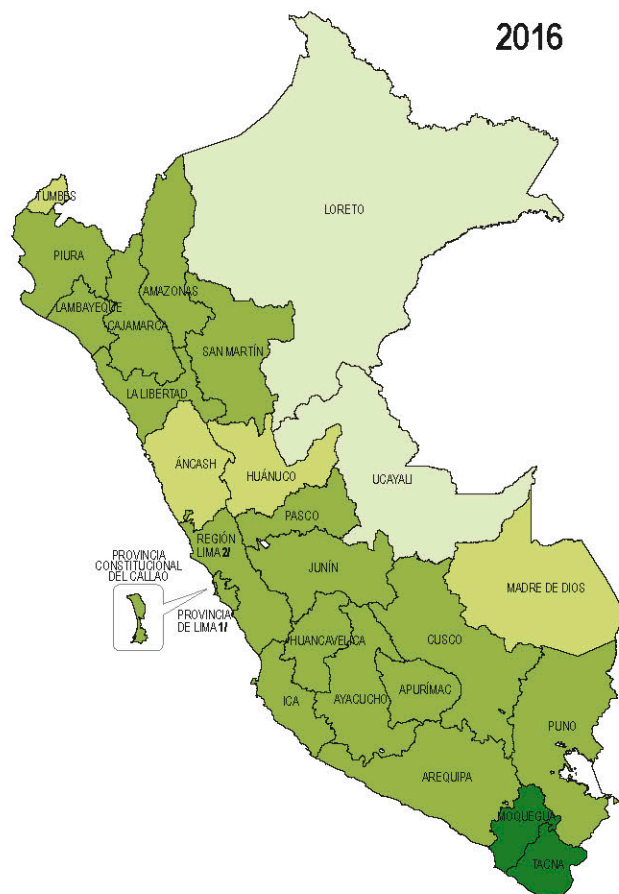 2016
LORETO
TUMBES
PIURA
AMAZONAS
LAMBAYEQUE
CAJAMARCA
SAN MARTÍN
LA LIBERTAD
ÁNCASH
HUÁNUCO
UCAYALI
PASCO
REGIÓN
LIMA 2/
PROVINCIA
CONSTITUCIONAL
DEL CALLAO
JUNÍN
MADRE DE DIOS
PROVINCIA
DE LIMA 1/
HUANCAVELICA
CUSCO
ICA
AYACUCHO
APURÍMAC
PUNO
AREQUIPA
MOQUEGUA
TACNA